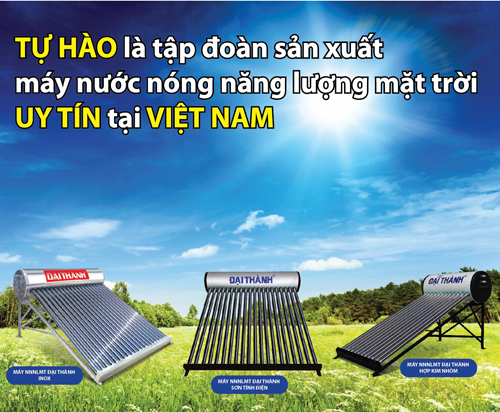 TỰ HÀO là tập đoàn sản xuất
máy nước nóng năng lượng mặt trời
UY TÍN tại VIỆT NAM
ĐẠI THÀNH
ĐẠI THÀNH
ĐẠI THÀNH
MÁY NNNLMT ĐẠI THÀNH
INOX
MÁY NNNLMT ĐẠI THÀNH
SƠN TĨNH ĐIỆN
MÁY NNNLMT ĐẠI THÀNH
HỢP KIM NHÔM